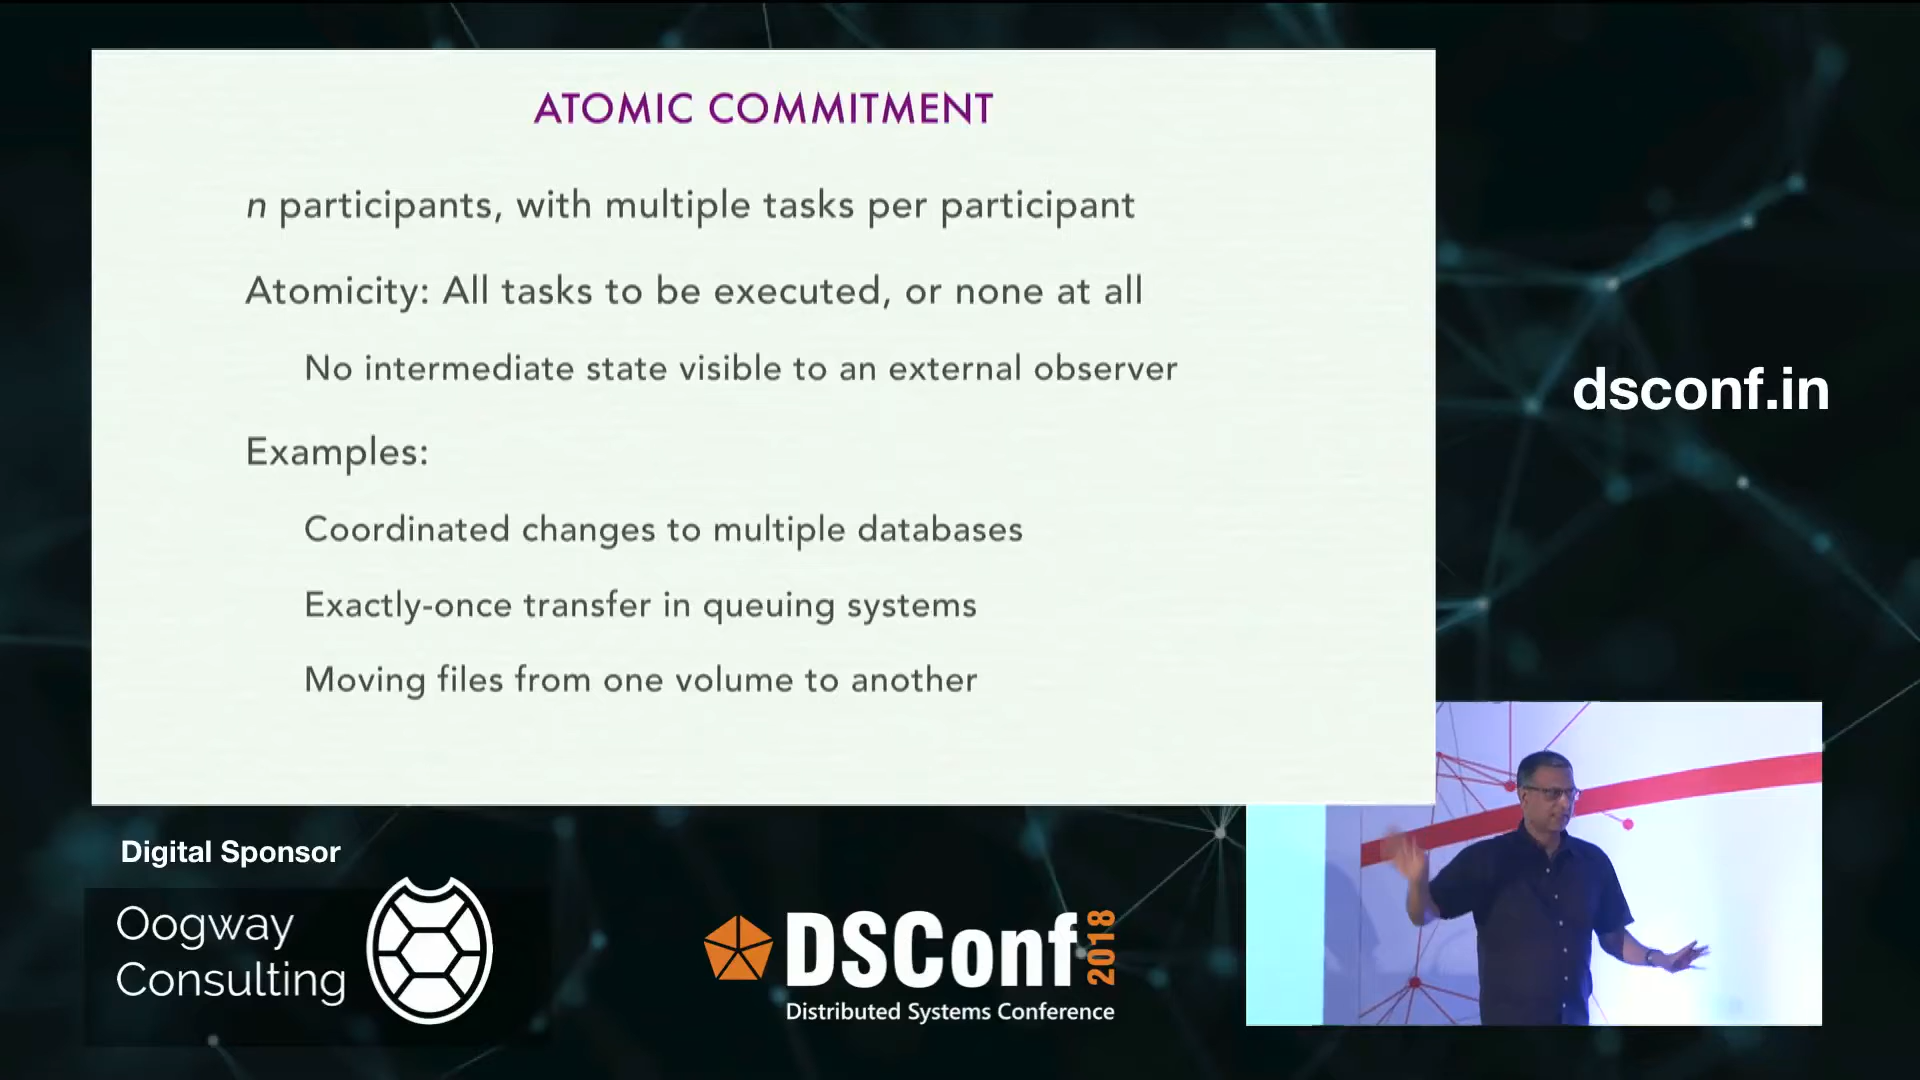 ATOMIC COMMITMENT
n participants, with multiple tasks per participant
Atomicity: All tasks to be executed, or none at all
No intermediate state visible to an external observer
Examples:
Coordinated changes to multiple databases
Exactly-once transfer in queuing systems
Moving files from one volume to another
dsconf.in
Digital Sponsor
Oogway
Consulting
DSConf 2018
Distributed Systems Conference